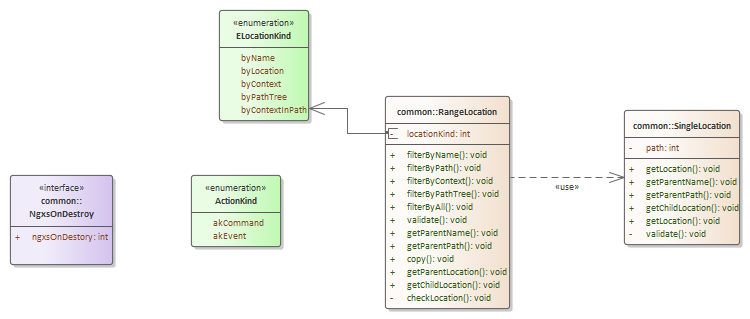 «enumeration»
ELocationKind
byName
byLocation
byContext
byPathTree
byContextInPath
common::RangeLocation
- locationKind: int
+ filterByName(): void
+ filterByPath(): void
+ filterByContext(): void
+ filterByPathTree(): void
+ filterByAll(): void
+ validate(): void
+ getParentName(): void
+ getParentPath(): void
+ copy(): void
+ getParentLocation(): void
+ getChildLocation(): void
- checkLocation(): void
«use»
common::SingleLocation
- path: int
+ getLocation(): void
+ getParentName(): void
+ getParentPath(): void
+ getChildLocation(): void
+ getLocation(): void
- validate(): void
«interface»
common::
NgxsOnDestroy
+ ngxsOnDestory: int
«enumeration»
ActionKind
akCommand
akEvent